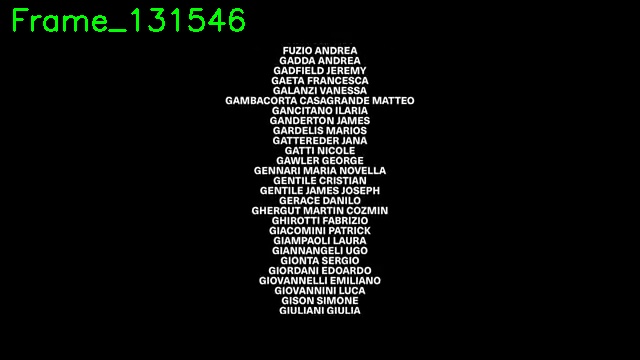 Frame_131546
FUZIO ANDREA
GADDA ANDREA
GADFIELD JEREMY
GAETA FRANCESCA
GALANZI VANESSA
GAMBACORTA CASAGRANDE MATTEO
GANCITANO ILARIA
GANDERTON JAMES
GARDELIS MARIOS
GATTEREDER JANA
GATTI NICOLE
GAWLER GEORGE
GENNARI MARIA NOVELLA
GENTILE CRISTIAN
GENTILE JAMES JOSEPH
GERACE DANILO
GHERGUT MARTIN COZMIN
GHIROTTI FABRIZIO
GIACOMINI PATRICK
GIAMPAOLI LAURA
GIANNANGELI UGO
GIONTA SERGIO
GIORDANI EDOARDO
GIOVANNELLI EMILIANO
GIOVANNINI LUCA
GISON SIMONE
GIULIANI GIULIA